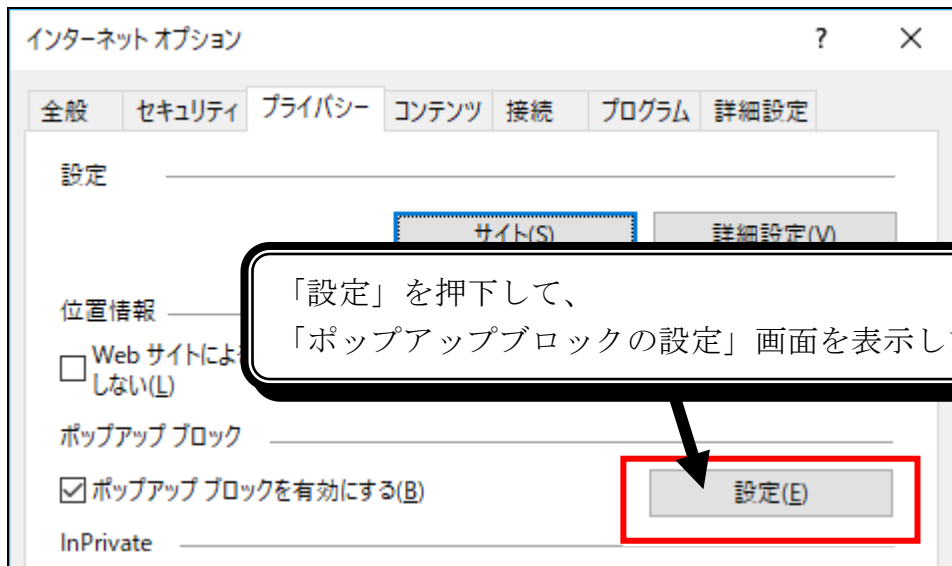 インターネット オプション ? ×
全般 セキュリティ プライバシー コンテンツ 接続 プログラム 詳細設定
設定
サイト(S) 詳細設定(V)
「設定」を押下して、
「ポップアップブロックの設定」画面を表示し
位置情報
Web サイトによ
しない(L)
ポップアップ ブロック
ポップアップ ブロックを有効にする(B) 設定(E)
InPrivate